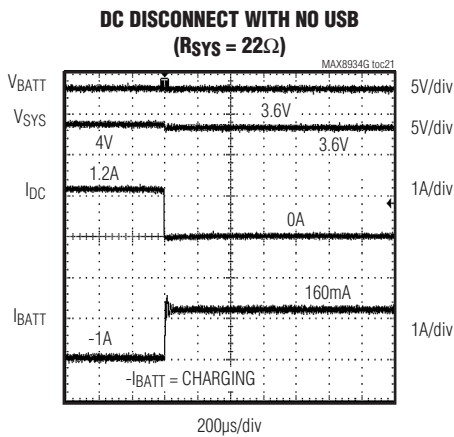 DC DISCONNECT WITH NO USB
(RSYS = 22Ω)
MAX8934G toc21
VBATT
5V/div
VSYS
3.6V
5V/div
4V
3.6V
1.2A
IDC
1A/div
0A
160mA
IBATT
1A/div
-1A
-IBATT = CHARGING
200µs/div